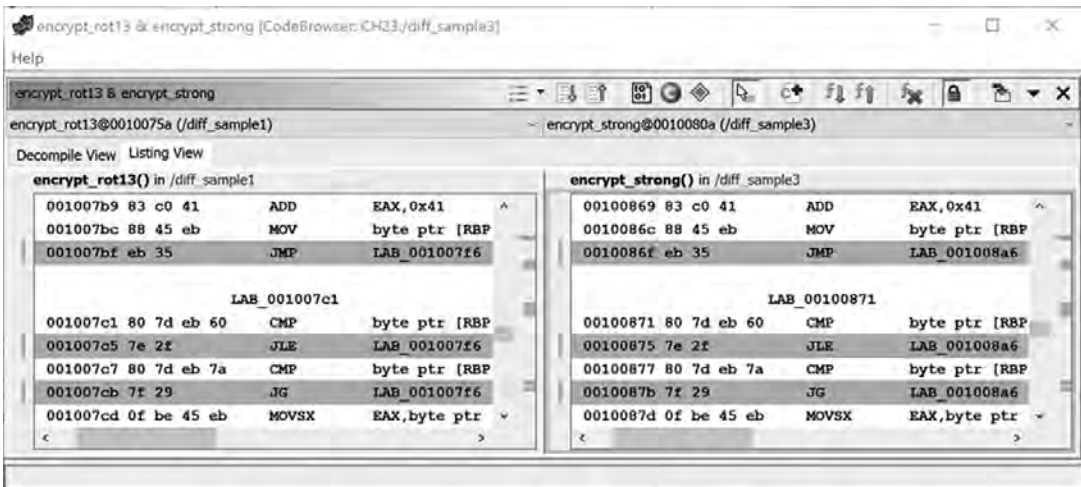 encrypt_rot13 & encrypt_strong [CodeBrowser: CH23:/diff_sample3]
Help
encrypt_rot13 & encrypt_strong
encrypt_rot13@0010075a (/diff_sample1)
encrypt_strong@0010080a (/diff_sample3)
Decompile View Listing View
encrypt_rot13() in /diff_sample1
001007b9 83 c0 41 ADD EAX,0x41
001007bc 88 45 eb MOV byte ptr [RBP
001007bf eb 35 JMP LAB_001007f6
LAB_001007c1
001007c1 80 7d eb 60 CMP byte ptr [RBP
001007c5 7e 2f JLE LAB_001007f6
001007c7 80 7d eb 7a CMP byte ptr [RBP
001007cb 7f 29 JG LAB_001007f6
001007cd 0f be 45 eb MOVSX EAX,byte ptr
encrypt_strong() in /diff_sample3
00100869 83 c0 41 ADD EAX,0x41
0010086c 88 45 eb MOV byte ptr [RBP
0010086f eb 35 JMP LAB_001008a6
LAB_00100871
00100871 80 7d eb 60 CMP byte ptr [RBP
00100875 7e 2f JLE LAB_001008a6
00100877 80 7d eb 7a CMP byte ptr [RBP
0010087b 7f 29 JG LAB_001008a6
0010087d 0f be 45 eb MOVSX EAX,byte ptr